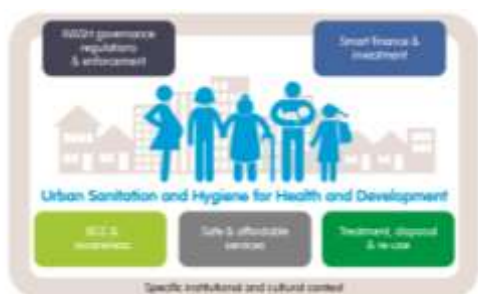 WASH governance
regulations
& enforcement
Smart finance &
investment
Urban Sanitation and Hygiene for Health and Development
BCC &
awareness
Safe & affordable
services
Treatment, disposal
& re-use
Specific institutional and cultural context